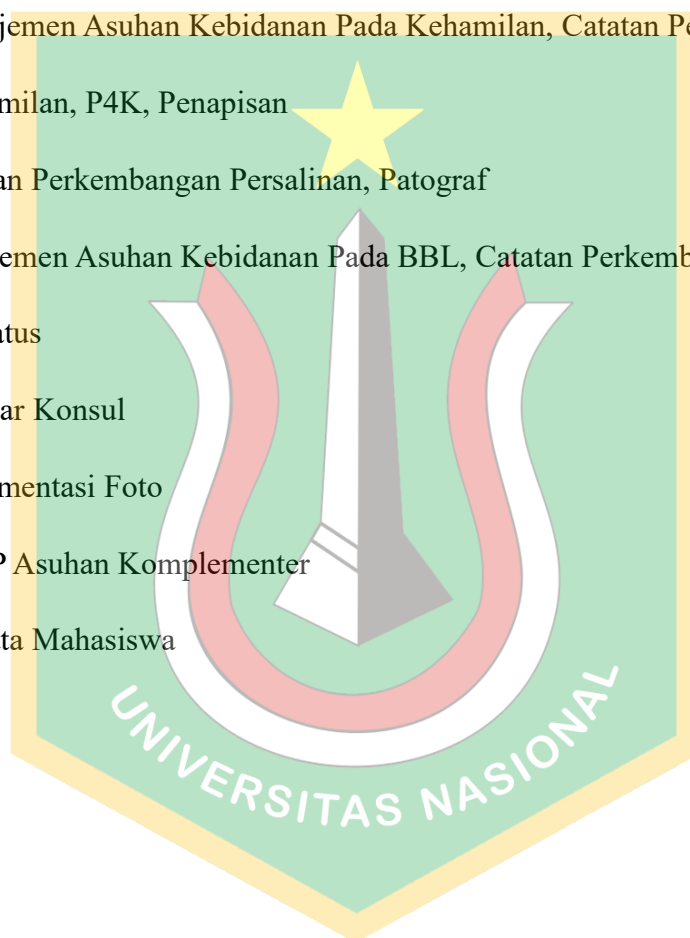 jemen Asuhan Kebidanan Pada Kehamilan, Catatan Pe
milan, P4K, Penapisan
an Perkembangan Persalinan, Patograf
emen Asuhan Kebidanan Pada BBL, Catatan Perkemb
atus
ar Konsul
mentasi Foto
P Asuhan Komplementer
ta Mahasiswa
UNIVERSITAS NASIONAL